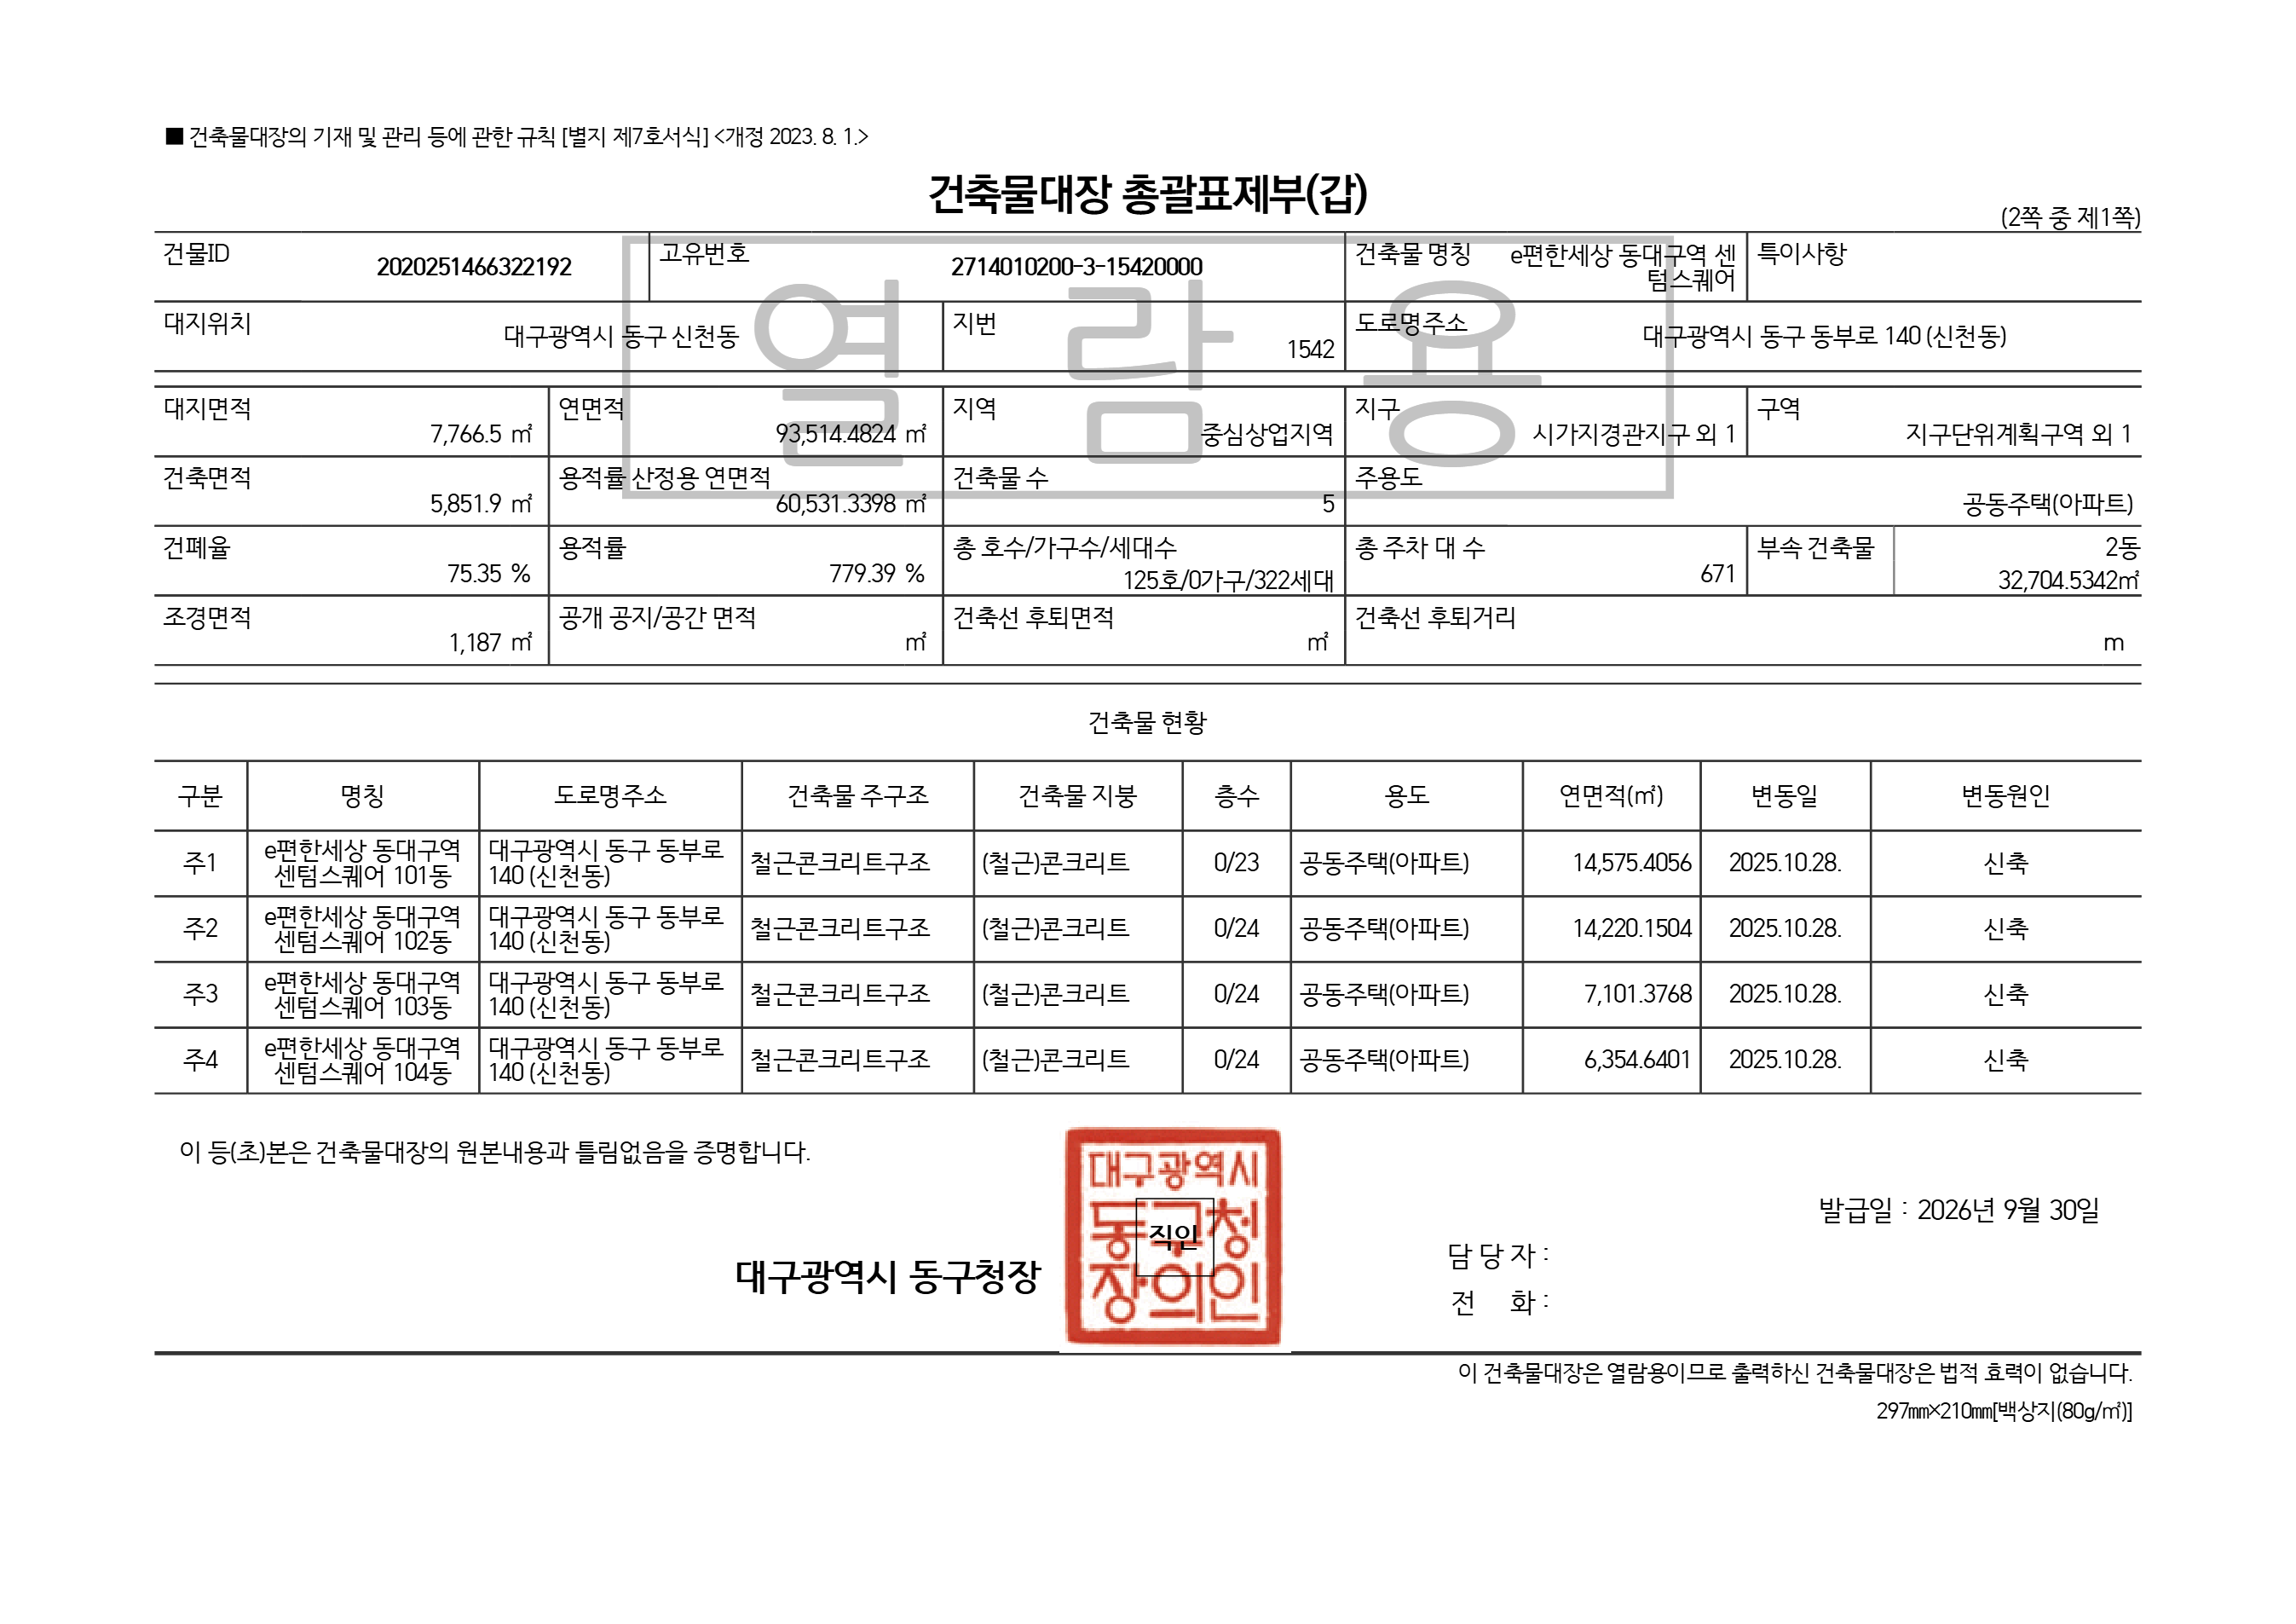 ■ 건축물대장의 기재 및 관리 등에 관한 규칙 [별지 제7호서식] <개정 2023. 8. 1.>
건축물대장 총괄표제부(갑)
(2쪽 중 제1쪽)
건물ID 2020251466322192 고유번호 2714010200-3-15420000 건축물 명칭 e편한세상 동대구역 센
텀스퀘어 특이사항
대지위치 대구광역시 동구 신천동 지번 1542 도로명주소 대구광역시 동구 동부로 140 (신천동)
열람용
대지면적 7,766.5 ㎡ 연면적 93,514.4824 ㎡ 지역 중심상업지역 지구 시가지경관지구 외 1 구역 지구단위계획구역 외 1
건축면적 5,851.9 ㎡ 용적률 산정용 연면적 60,531.3398 ㎡ 건축물 수 5 주용도 공동주택(아파트)
건폐율 75.35 % 용적률 779.39 % 총 호수/가구수/세대수 125호/0가구/322세대 총 주차 대 수 671 부속 건축물 2동
32,704.5342㎡
조경면적 1,187 ㎡ 공개 공지/공간 면적 ㎡ 건축선 후퇴면적 ㎡ 건축선 후퇴거리 m
건축물 현황
구분 명칭 도로명주소 건축물 주구조 건축물 지붕 층수 용도 연면적(㎡) 변동일 변동원인
주1 e편한세상 동대구역 센텀스퀘어 101동 대구광역시 동구 동부로 140 (신천동) 철근콘크리트구조 (철근)콘크리트 0/23 공동주택(아파트) 14,575.4056 2025.10.28. 신축
주2 e편한세상 동대구역 센텀스퀘어 102동 대구광역시 동구 동부로 140 (신천동) 철근콘크리트구조 (철근)콘크리트 0/24 공동주택(아파트) 14,220.1504 2025.10.28. 신축
주3 e편한세상 동대구역 센텀스퀘어 103동 대구광역시 동구 동부로 140 (신천동) 철근콘크리트구조 (철근)콘크리트 0/24 공동주택(아파트) 7,101.3768 2025.10.28. 신축
주4 e편한세상 동대구역 센텀스퀘어 104동 대구광역시 동구 동부로 140 (신천동) 철근콘크리트구조 (철근)콘크리트 0/24 공동주택(아파트) 6,354.6401 2025.10.28. 신축
이 등(초)본은 건축물대장의 원본내용과 틀림없음을 증명합니다.
발급일 : 2026년 9월 30일
담 당 자 :
전 화 :
대구광역시 동구청장
대구광역시
동구청
장의인
직인
이 건축물대장은 열람용이므로 출력하신 건축물대장은 법적 효력이 없습니다.
297㎜×210㎜[백상지(80g/㎡)]